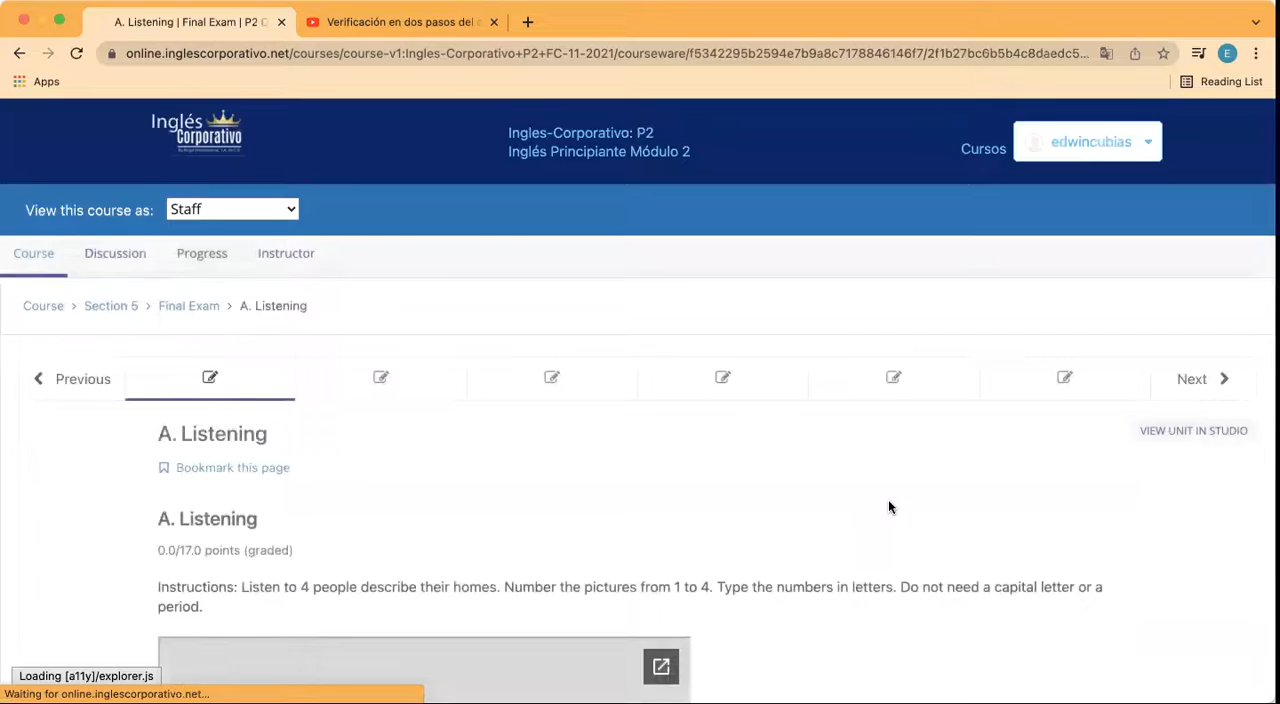 A. Listening | Final Exam | P2 C
Verificación en dos pasos del c
online.inglescorporativo.net/courses/course-v1:Ingles-Corporativo+P2+FC-11-2021/courseware/f5342295b2594e7b9a8c7178846146f7/2f1b27bc6b5b4c8daedc5...
E
Apps
Reading List
Inglés
Corporativo
Ingles-Corporativo: P2
Inglés Principiante Módulo 2
Cursos
edwincubias
View this course as:
Staff
Course
Discussion
Progress
Instructor
Course > Section 5 > Final Exam > A. Listening
Previous
Next
A. Listening
VIEW UNIT IN STUDIO
Bookmark this page
A. Listening
0.0/17.0 points (graded)
Instructions: Listen to 4 people describe their homes. Number the pictures from 1 to 4. Type the numbers in letters. Do not need a capital letter or a
period.
Loading [a11y]/explorer.js
Waiting for online.inglescorporativo.net...